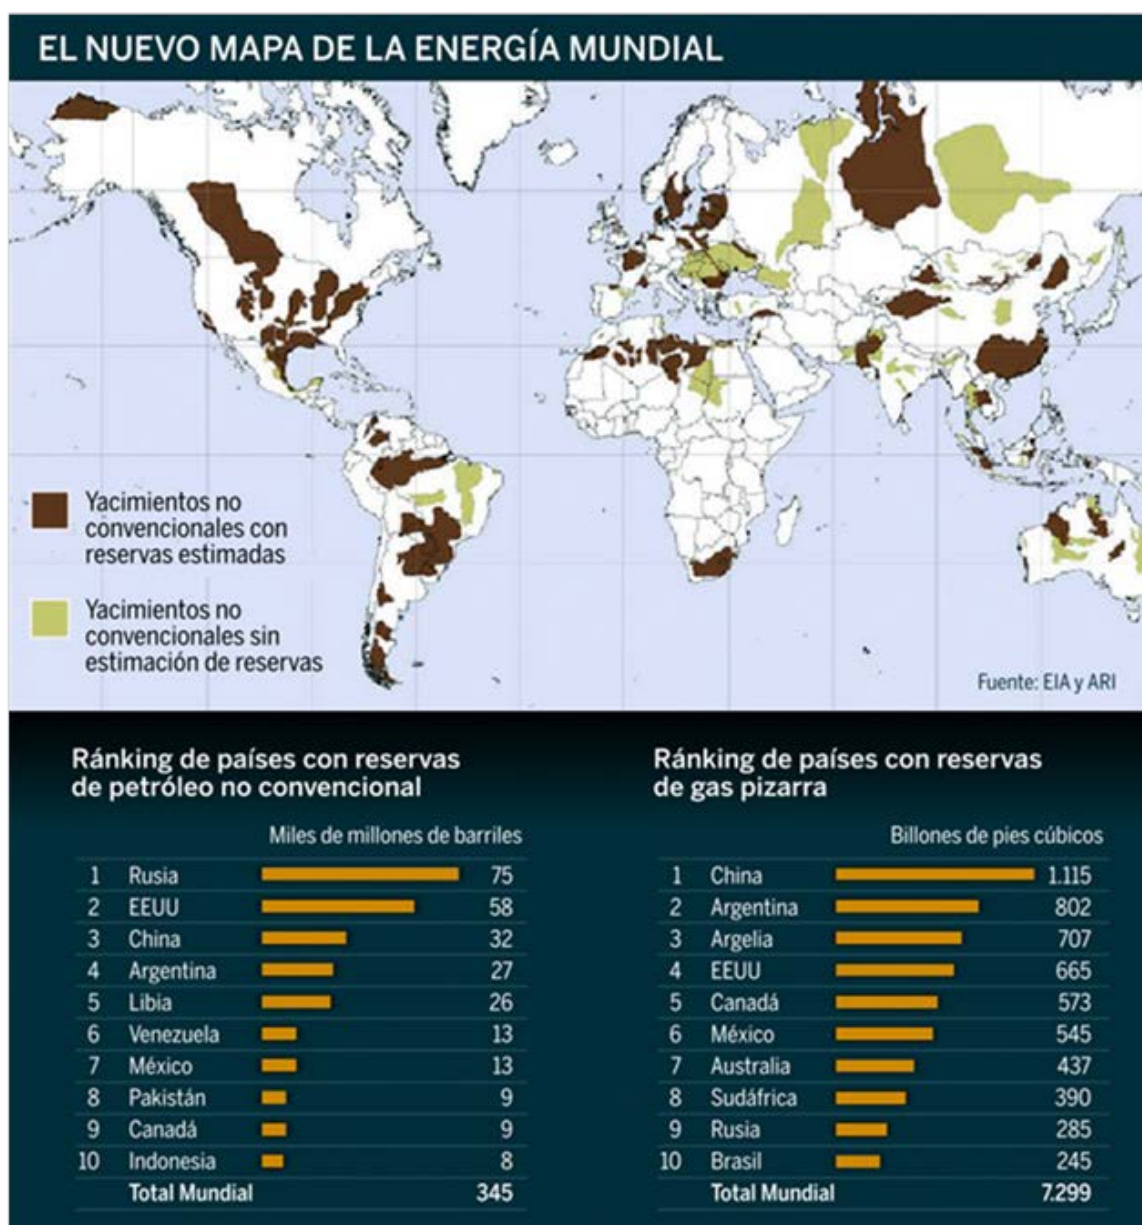 EL NUEVO MAPA DE LA ENERGÍA MUNDIAL
Yacimientos no
convencionales con
reservas estimadas
Yacimientos no
convencionales sin
estimación de reservas
Fuente: EIA y ARI
Ránking de países con reservas
de petróleo no convencional
Miles de millones de barriles
1 Rusia 75
2 EEUU 58
3 China 32
4 Argentina 27
5 Libia 26
6 Venezuela 13
7 México 13
8 Pakistán 9
9 Canadá 9
10 Indonesia 8
Total Mundial 345
Ránking de países con reservas
de gas pizarra
Billones de pies cúbicos
1 China 1.115
2 Argentina 802
3 Argelia 707
4 EEUU 665
5 Canadá 573
6 México 545
7 Australia 437
8 Sudáfrica 390
9 Rusia 285
10 Brasil 245
Total Mundial 7.299